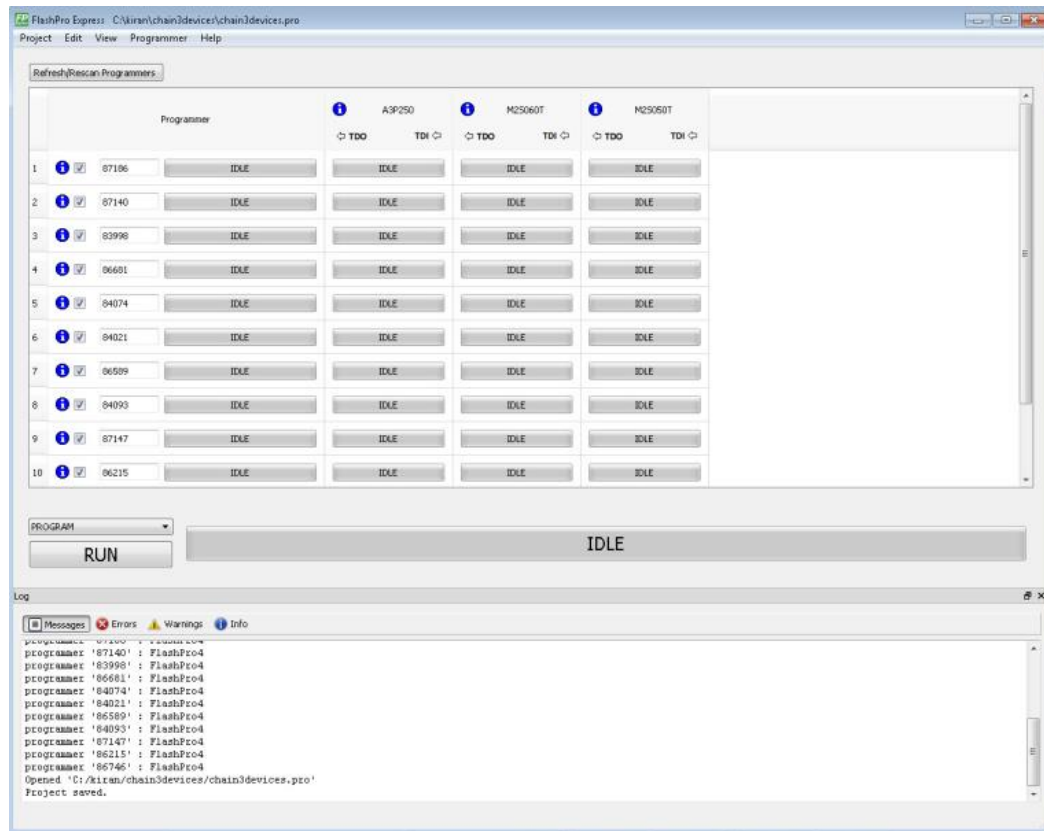 FlashPro Express C:\kiran\chain3devices\chain3devices.pro
Project Edit View Programmer Help
Refresh/Rescan Programmers
Programmer
A3P250 M2S060T M2S050T
TDO TDI TDO TDI TDO TDI
1 87186 IDLE IDLE IDLE IDLE
2 87140 IDLE IDLE IDLE IDLE
3 83998 IDLE IDLE IDLE IDLE
4 86681 IDLE IDLE IDLE IDLE
5 84074 IDLE IDLE IDLE IDLE
6 84021 IDLE IDLE IDLE IDLE
7 86589 IDLE IDLE IDLE IDLE
8 84093 IDLE IDLE IDLE IDLE
9 87147 IDLE IDLE IDLE IDLE
10 86215 IDLE IDLE IDLE IDLE
PROGRAM
RUN
IDLE
Log
Messages Errors Warnings Info
programmer '87186' : FlashPro4
programmer '87140' : FlashPro4
programmer '83998' : FlashPro4
programmer '86681' : FlashPro4
programmer '84074' : FlashPro4
programmer '84021' : FlashPro4
programmer '86589' : FlashPro4
programmer '84093' : FlashPro4
programmer '87147' : FlashPro4
programmer '86215' : FlashPro4
programmer '86746' : FlashPro4
Opened 'C:/kiran/chain3devices/chain3devices.pro'
Project saved.